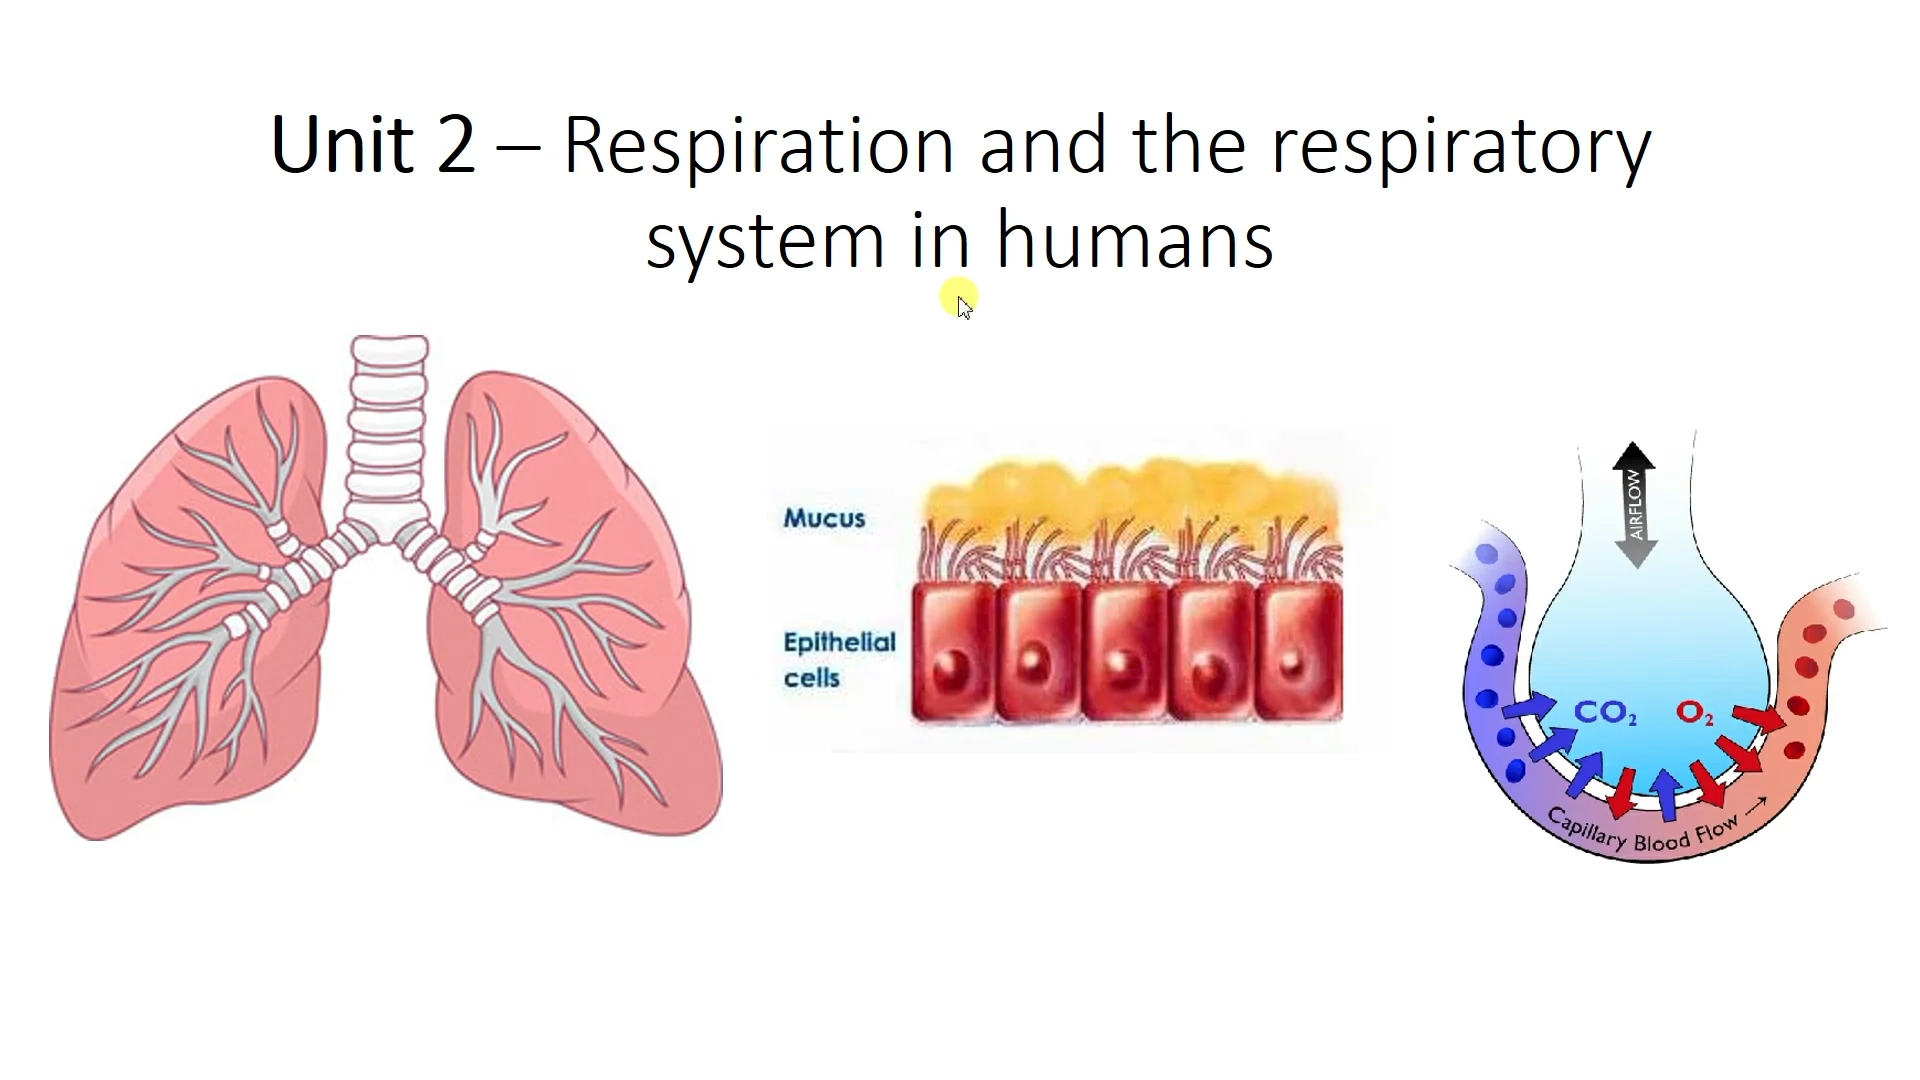 Unit 2 – Respiration and the respiratory
system in humans
Mucus
Epithelial
cells
AIRFLOW
CO₂
O₂
Capillary Blood Flow →